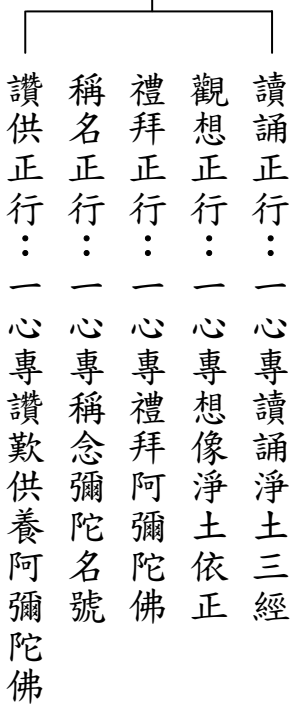 讀誦正行：一心專讀誦淨土三經
觀想正行：一心專想像淨土依正
禮拜正行：一心專禮拜阿彌陀佛
稱名正行：一心專稱念彌陀名號
讚供正行：一心專讚歎供養阿彌陀佛